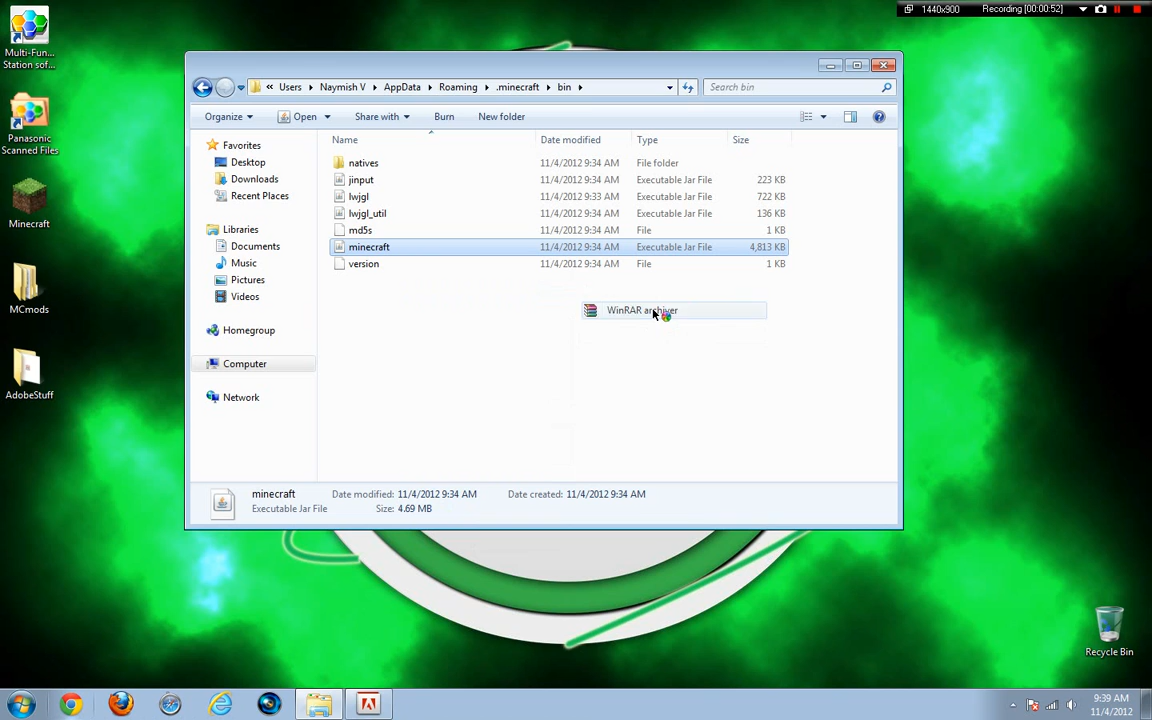 1440x900 Recording [00:00:52]
Multi-Fun...
Station sof...
Panasonic
Scanned Files
Minecraft
MCmods
AdobeStuff
« Users Naymish V AppData Roaming .minecraft bin
Search bin
Organize Open Share with Burn New folder
Name Date modified Type Size
Favorites
Desktop
Downloads
Recent Places
Libraries
Documents
Music
Pictures
Videos
Homegroup
Computer
Network
natives 11/4/2012 9:34 AM File folder
jinput 11/4/2012 9:34 AM Executable Jar File 223 KB
lwjgl 11/4/2012 9:33 AM Executable Jar File 722 KB
lwjgl_util 11/4/2012 9:34 AM Executable Jar File 136 KB
md5s 11/4/2012 9:34 AM File 1 KB
minecraft 11/4/2012 9:34 AM Executable Jar File 4,813 KB
version 11/4/2012 9:34 AM File 1 KB
WinRAR archiver
minecraft Date modified: 11/4/2012 9:34 AM Date created: 11/4/2012 9:34 AM
Executable Jar File Size: 4.69 MB
Recycle Bin
9:39 AM
11/4/2012